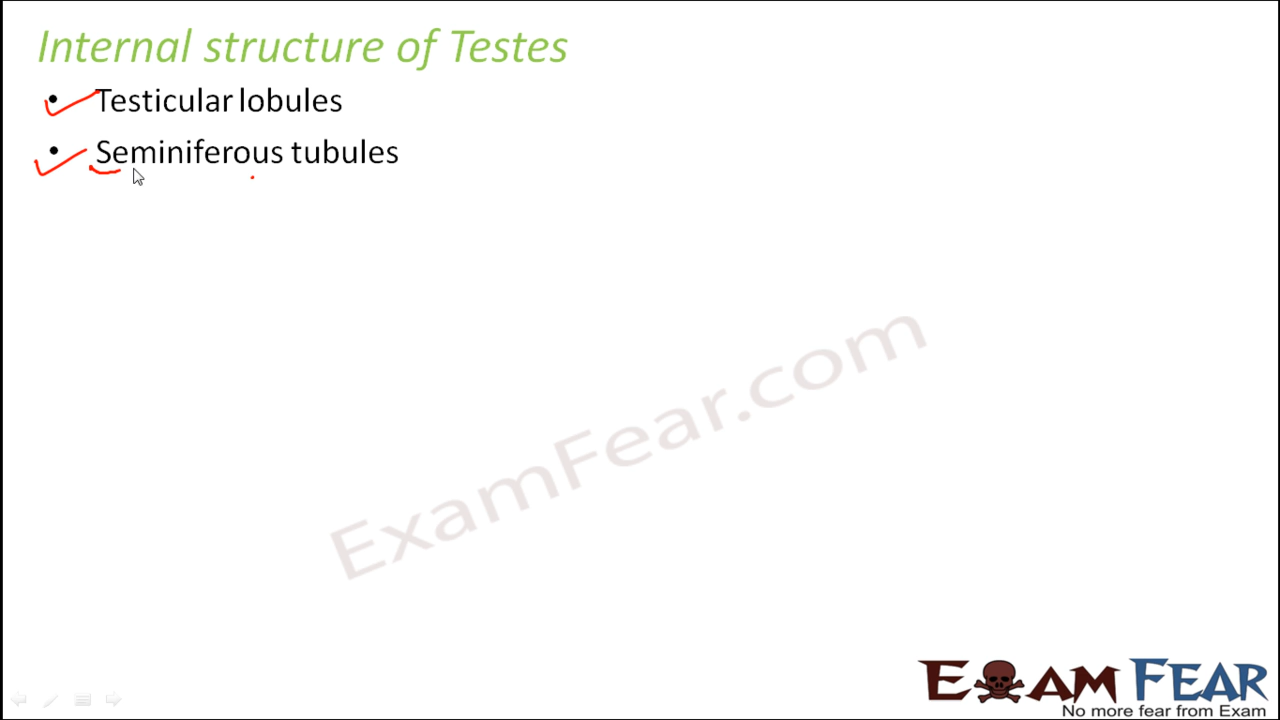 Internal structure of Testes
• Testicular lobules
• Seminiferous tubules
ExamFear.com
EXAM FEAR
No more fear from Exam